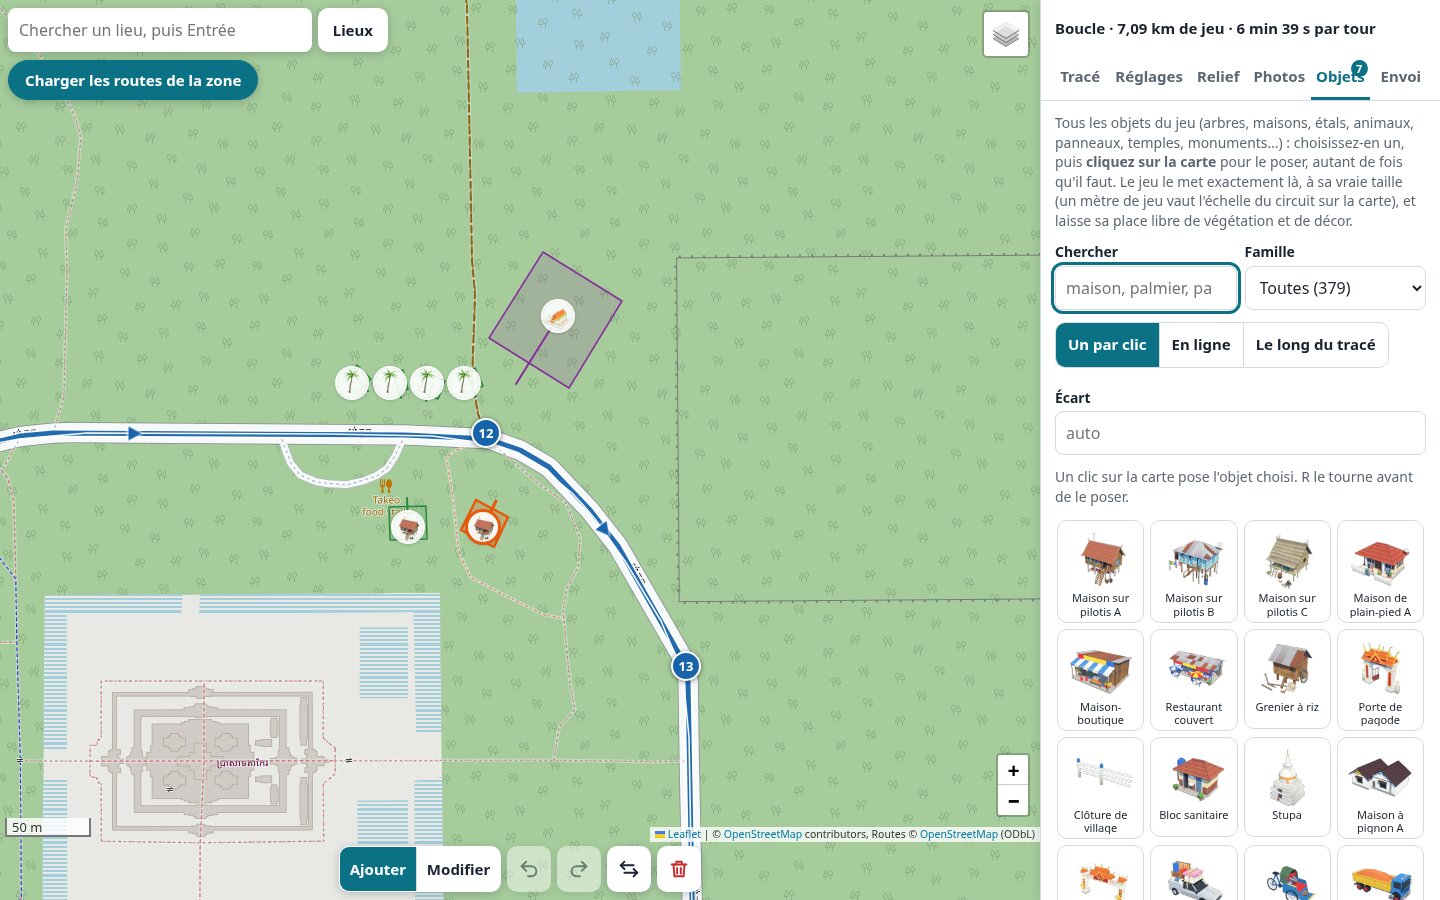 Chercher un lieu, puis Entrée
Lieux
Charger les routes de la zone
12
Takeo
13
ប្រាសាទតាកែវ
50 m
+
−
Leaflet | © OpenStreetMap contributors, Routes © OpenStreetMap (ODbL)
Ajouter
Modifier
Boucle · 7,09 km de jeu · 6 min 39 s par tour
Tracé
Réglages
Relief
Photos
Objets
7
Envoi
Tous les objets du jeu (arbres, maisons, étals, animaux,
panneaux, temples, monuments…) : choisissez-en un,
puis cliquez sur la carte pour le poser, autant de fois
qu'il faut. Le jeu le met exactement là, à sa vraie taille
(un mètre de jeu vaut l'échelle du circuit sur la carte), et
laisse sa place libre de végétation et de décor.
Chercher
Famille
maison, palmier, pa
Toutes (379)
Un par clic
En ligne
Le long du tracé
Écart
auto
Un clic sur la carte pose l'objet choisi. R le tourne avant
de le poser.
Maison sur
pilotis A
Maison sur
pilotis B
Maison sur
pilotis C
Maison de
plain-pied A
Maison-
boutique
Restaurant
couvert
Grenier à riz
Porte de
pagode
Clôture de
village
Bloc sanitaire
Stupa
Maison à
pignon A